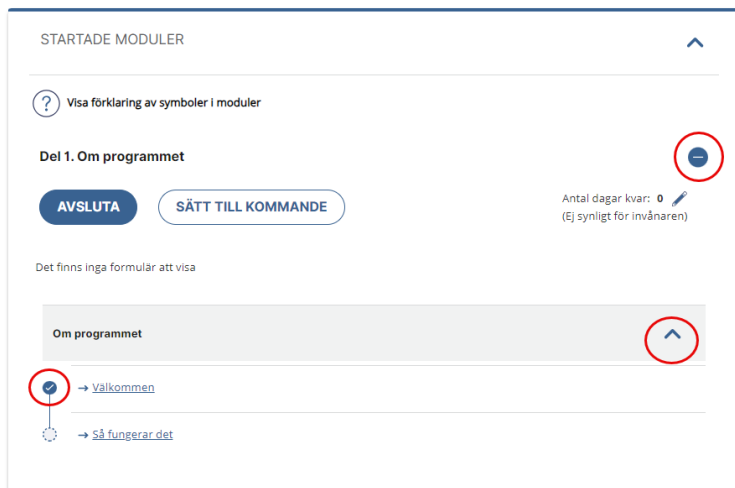 STARTADE MODULER
? Visa förklaring av symboler i moduler
Del 1. Om programmet
AVSLUTA
SÄTT TILL KOMMANDE
Antal dagar kvar: 0
(Ej synligt för invånaren)
Det finns inga formulär att visa
Om programmet
→ Välkommen
→ Så fungerar det